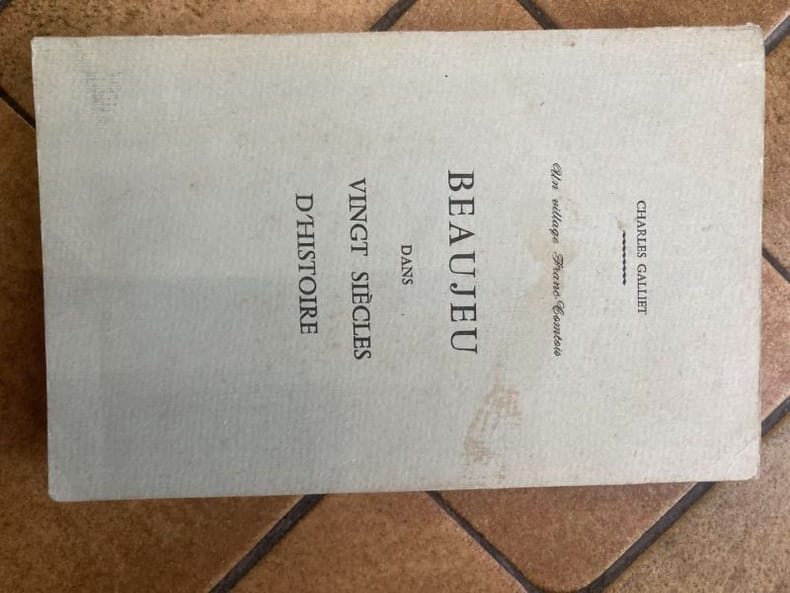 CHARLES GALLIET
Un village Franc-Comtois
BEAUJEU
DANS
VINGT SIÈCLES
D'HISTOIRE